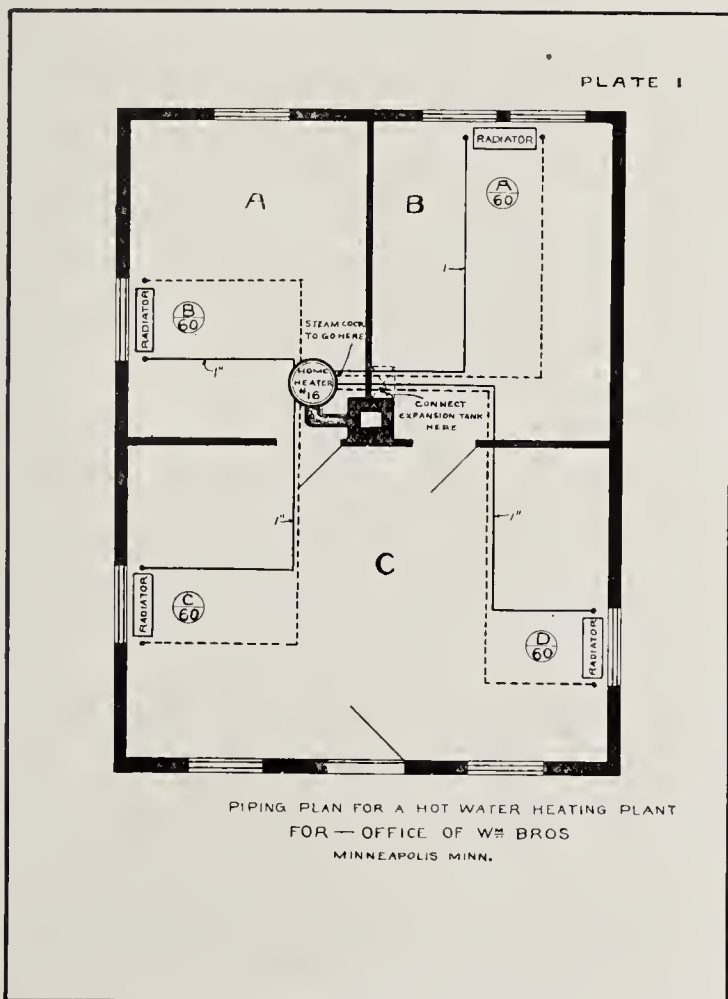 PLATE 1
RADIATOR
A
B
A
60
1
RADIATOR
B
60
STEAM COCK
TO GO HERE
1"
HOME
HEATER
#16
CONNECT
EXPANSION TANK
HERE
1"
1"
C
RADIATOR
C
60
D
60
RADIATOR
PIPING PLAN FOR A HOT WATER HEATING PLANT
FOR — OFFICE OF WM BROS
MINNEAPOLIS MINN.